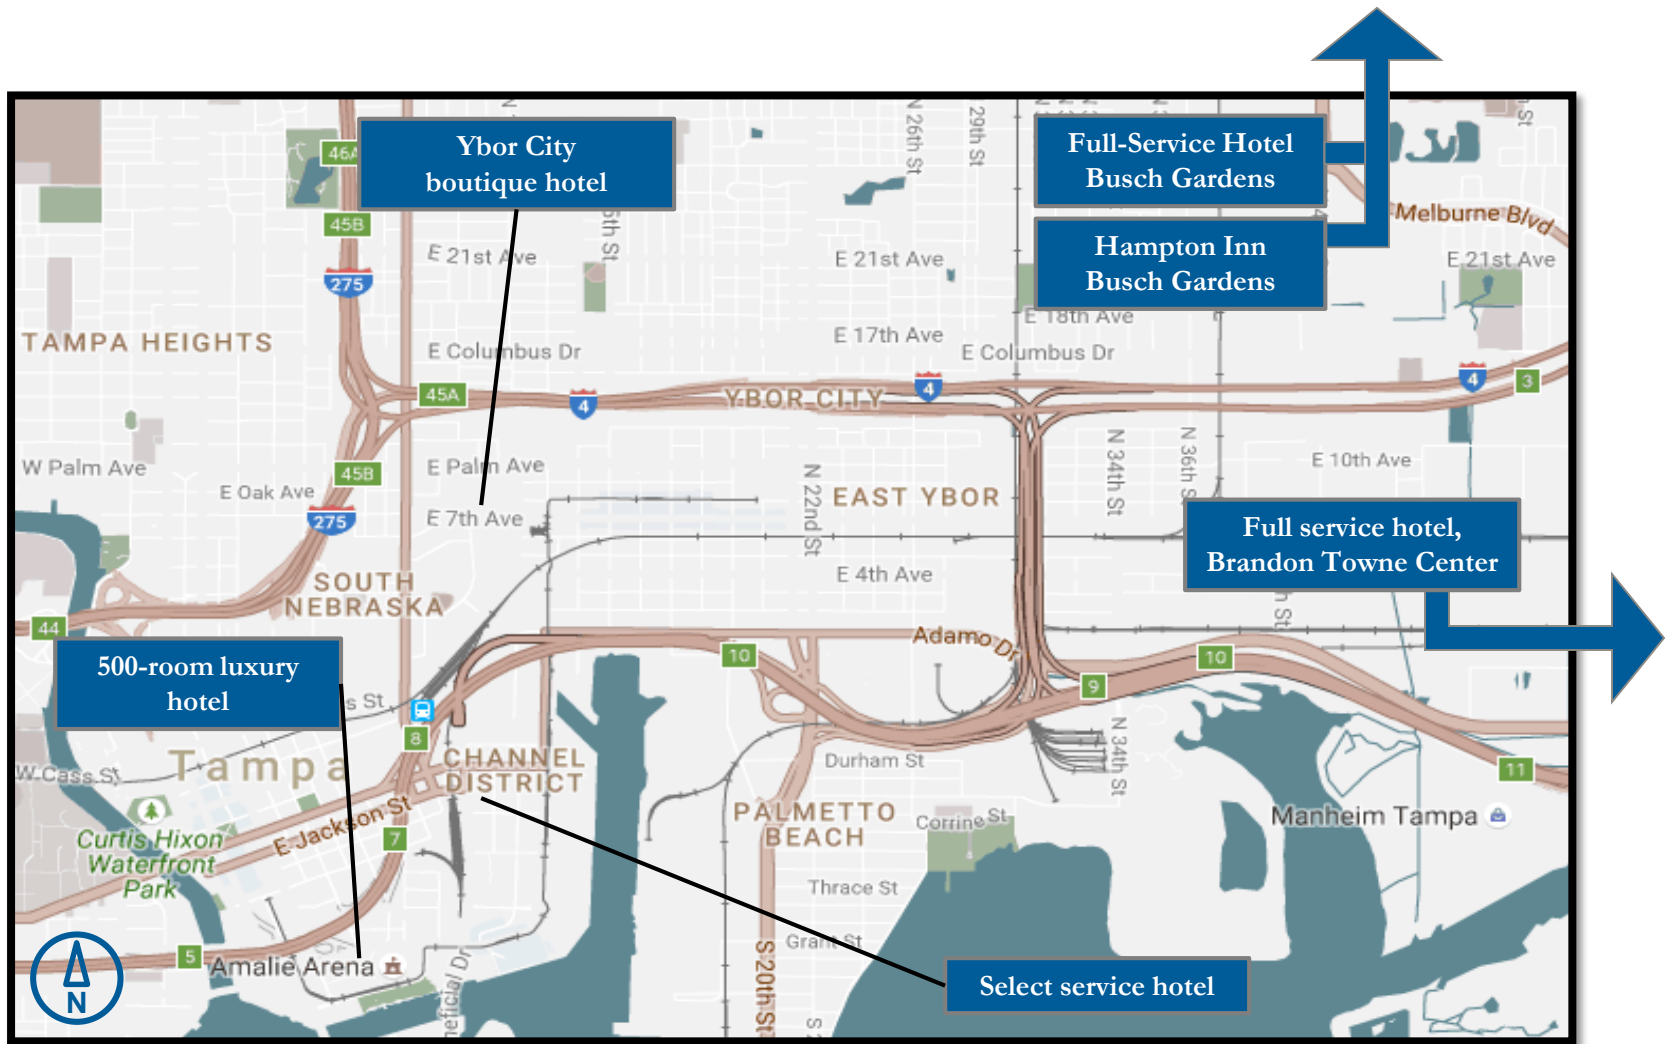 Ybor City
boutique hotel
Full-Service Hotel
Busch Gardens
Hampton Inn
Busch Gardens
N 26th St
29th St
St
46A
45B
275
E 21st Ave
E 21st Ave
Melburne Blvd
E 21st Ave
TAMPA HEIGHTS
E Columbus Dr
E 17th Ave
E 18th Ave
E Columbus Dr
45A
4
YBOR CITY
4
4
3
W Palm Ave
45B
E Palm Ave
E Oak Ave
275
E 7th Ave
N 22nd St
EAST YBOR
N 34th St
N 36th S
E 10th Ave
Full service hotel,
Brandon Towne Center
E 4th Ave
SOUTH
NEBRASKA
44
Adamo Dr
10
10
9
500-room luxury
hotel
s St
8
Tampa
W Cass St
CHANNEL
DISTRICT
Durham St
N 34th St
11
PALMETTO
BEACH
Corrine St
Manheim Tampa
Curtis Hixon
Waterfront
Park
E Jackson St
7
Thrace St
Grant St
S 20th St
5
Amalie Arena
neficial Dr
Select service hotel
N